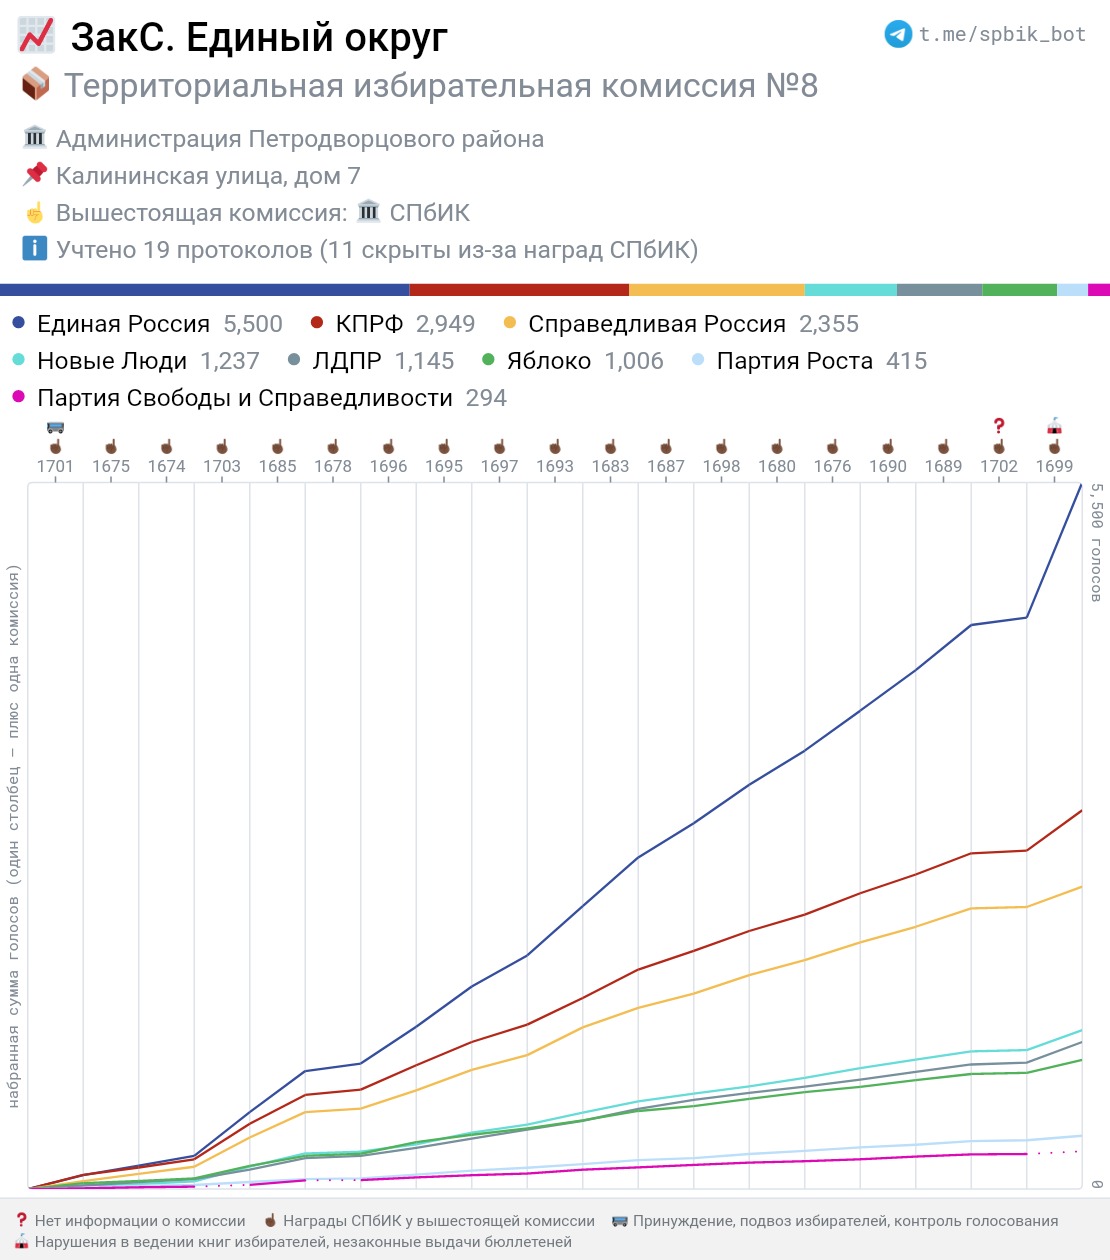 ЗакС. Единый округ
t.me/spbik_bot
Территориальная избирательная комиссия №8
Администрация Петродворцового района
Калининская улица, дом 7
Вышестоящая комиссия: СПбИК
Учтено 19 протоколов (11 скрыты из-за наград СПбИК)
Единая Россия 5,500 КПРФ 2,949 Справедливая Россия 2,355
Новые Люди 1,237 ЛДПР 1,145 Яблоко 1,006 Партия Роста 415
Партия Свободы и Справедливости 294
1701 1675 1674 1703 1685 1678 1696 1695 1697 1693 1683 1687 1698 1680 1676 1690 1689 1702 1699
5,500 голосов
набранная сумма голосов (один столбец — плюс одна комиссия)
0
Нет информации о комиссии Награды СПбИК у вышестоящей комиссии Принуждение, подвоз избирателей, контроль голосования
Нарушения в ведении книг избирателей, незаконные выдачи бюллетеней